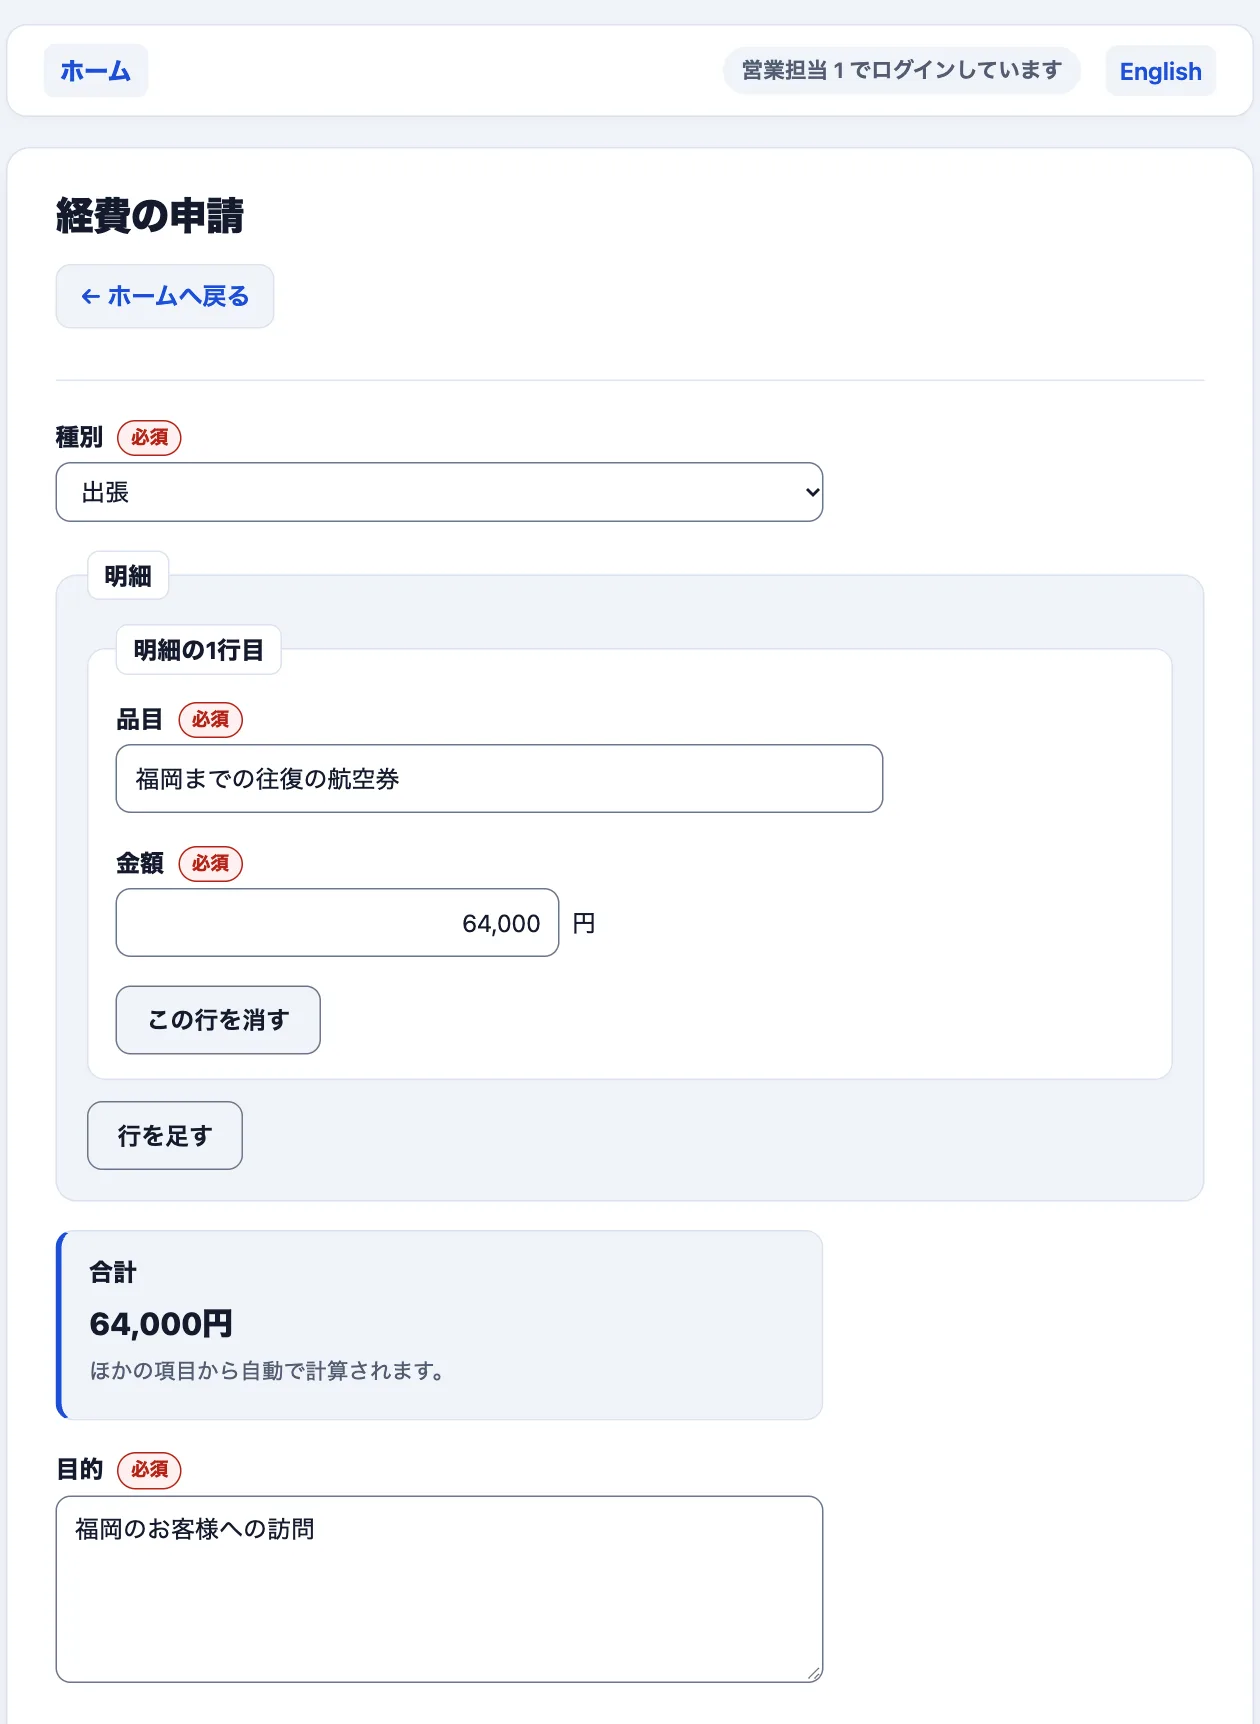 ホーム
営業担当 1 でログインしています
English
経費の申請
← ホームへ戻る
種別 必須
出張
明細
明細の1行目
品目 必須
福岡までの往復の航空券
金額 必須
64,000 円
この行を消す
行を足す
合計
64,000円
ほかの項目から自動で計算されます。
目的 必須
福岡のお客様への訪問